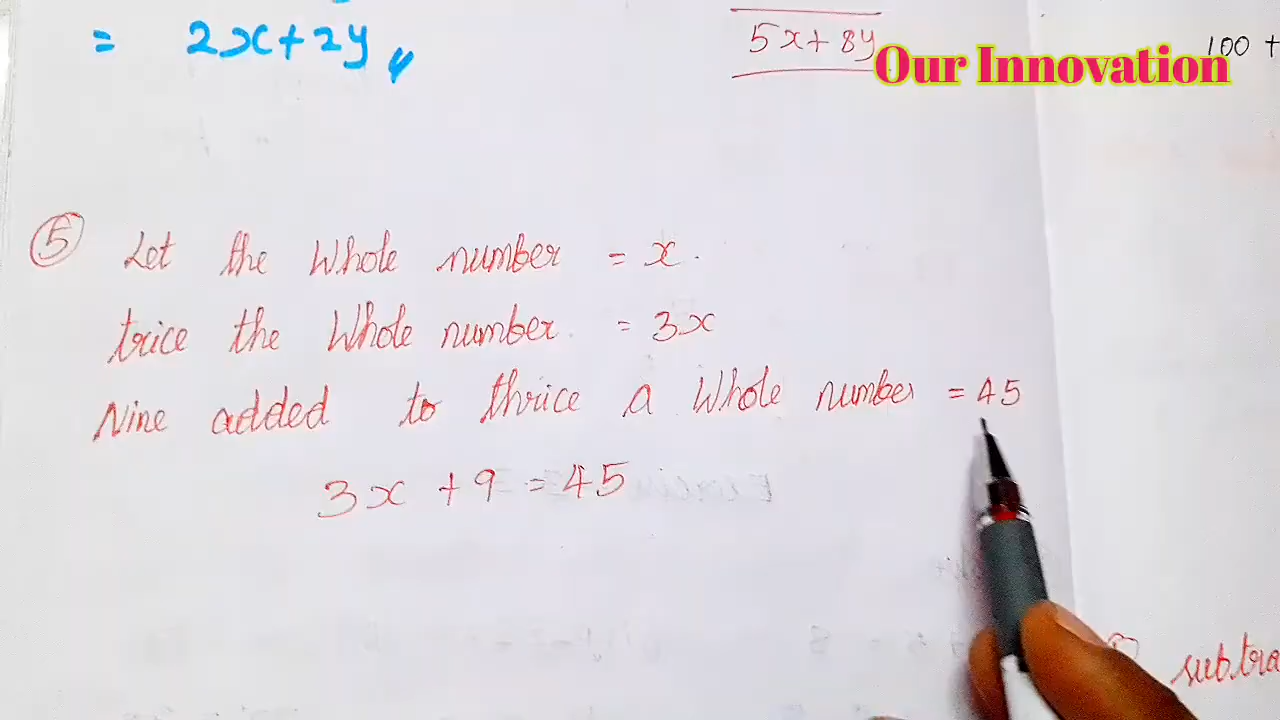 = 2x+2y
5x+8y
100 +
Our Innovation
5 Let the Whole number = x.
trice the Whole number. = 3x
Nine added to thrice a Whole number = 45
3x + 9 = 45
subtra